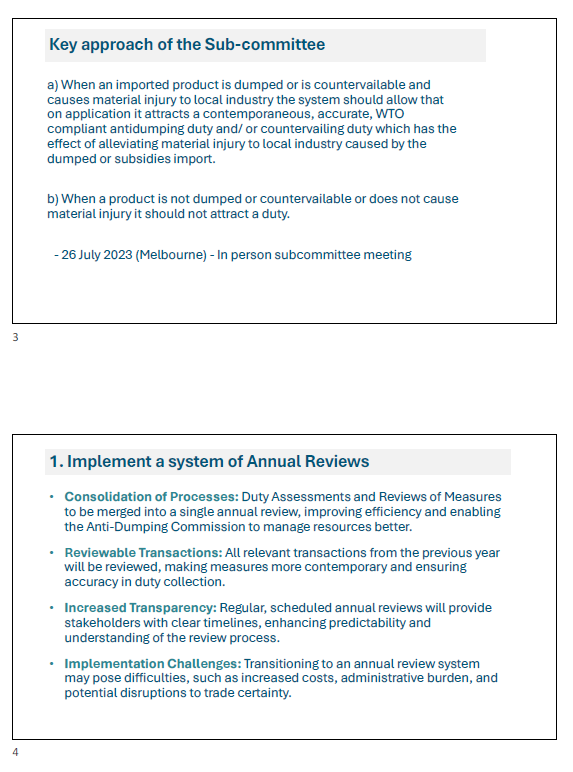 Key approach of the Sub-committee
a) When an imported product is dumped or is countervailable and
causes material injury to local industry the system should allow that
on application it attracts a contemporaneous, accurate, WTO
compliant antidumping duty and/ or countervailing duty which has the
effect of alleviating material injury to local industry caused by the
dumped or subsidies import.
b) When a product is not dumped or countervailable or does not cause
material injury it should not attract a duty.
- 26 July 2023 (Melbourne) - In person subcommittee meeting
3
1. Implement a system of Annual Reviews
• Consolidation of Processes: Duty Assessments and Reviews of Measures
to be merged into a single annual review, improving efficiency and enabling
the Anti-Dumping Commission to manage resources better.
• Reviewable Transactions: All relevant transactions from the previous year
will be reviewed, making measures more contemporary and ensuring
accuracy in duty collection.
• Increased Transparency: Regular, scheduled annual reviews will provide
stakeholders with clear timelines, enhancing predictability and
understanding of the review process.
• Implementation Challenges: Transitioning to an annual review system
may pose difficulties, such as increased costs, administrative burden, and
potential disruptions to trade certainty.
4